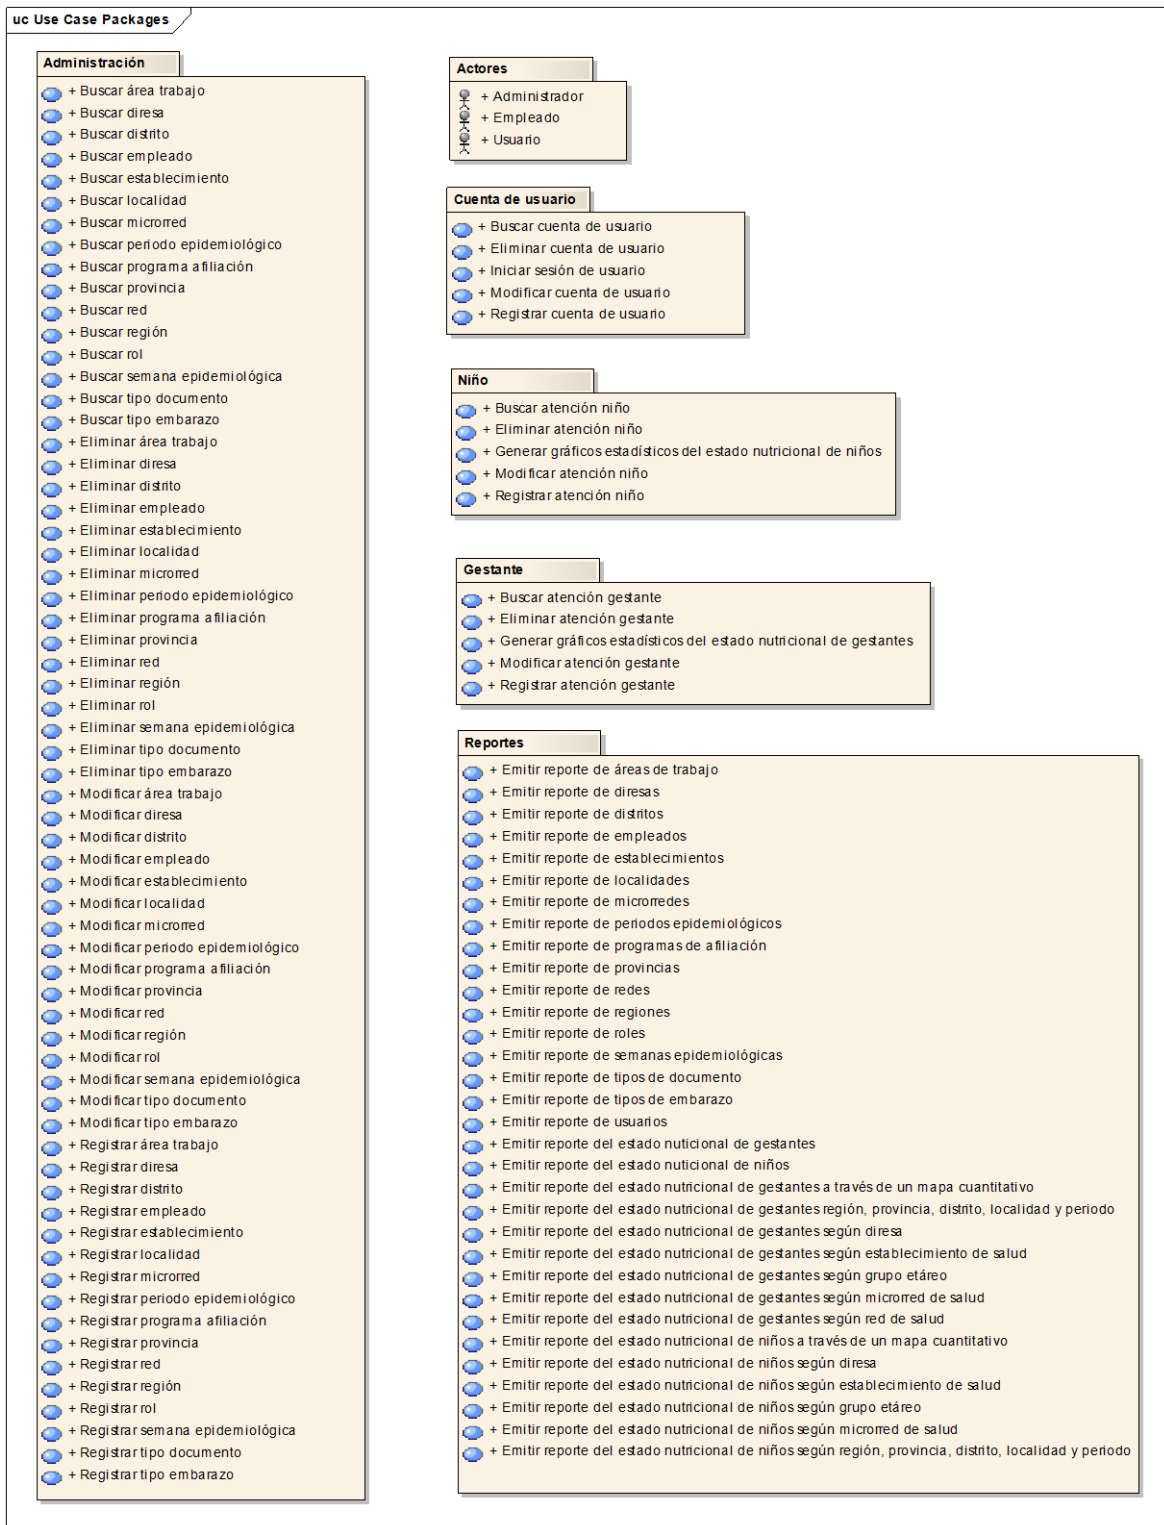 uc Use Case Packages
Administración
+ Buscar área trabajo
+ Buscar diresa
+ Buscar distrito
+ Buscar empleado
+ Buscar establecimiento
+ Buscar localidad
+ Buscar microrred
+ Buscar periodo epidemiológico
+ Buscar programa afiliación
+ Buscar provincia
+ Buscar red
+ Buscar región
+ Buscar rol
+ Buscar semana epidemiológica
+ Buscar tipo documento
+ Buscar tipo embarazo
+ Eliminar área trabajo
+ Eliminar diresa
+ Eliminar distrito
+ Eliminar empleado
+ Eliminar establecimiento
+ Eliminar localidad
+ Eliminar microrred
+ Eliminar periodo epidemiológico
+ Eliminar programa afiliación
+ Eliminar provincia
+ Eliminar red
+ Eliminar región
+ Eliminar rol
+ Eliminar semana epidemiológica
+ Eliminar tipo documento
+ Eliminar tipo embarazo
+ Modificar área trabajo
+ Modificar diresa
+ Modificar distrito
+ Modificar empleado
+ Modificar establecimiento
+ Modificar localidad
+ Modificar microrred
+ Modificar periodo epidemiológico
+ Modificar programa afiliación
+ Modificar provincia
+ Modificar red
+ Modificar región
+ Modificar rol
+ Modificar semana epidemiológica
+ Modificar tipo documento
+ Modificar tipo embarazo
+ Registrar área trabajo
+ Registrar diresa
+ Registrar distrito
+ Registrar empleado
+ Registrar establecimiento
+ Registrar localidad
+ Registrar microrred
+ Registrar periodo epidemiológico
+ Registrar programa afiliación
+ Registrar provincia
+ Registrar red
+ Registrar región
+ Registrar rol
+ Registrar semana epidemiológica
+ Registrar tipo documento
+ Registrar tipo embarazo
Actores
+ Administrador
+ Empleado
+ Usuario
Cuenta de usuario
+ Buscar cuenta de usuario
+ Eliminar cuenta de usuario
+ Iniciar sesión de usuario
+ Modificar cuenta de usuario
+ Registrar cuenta de usuario
Niño
+ Buscar atención niño
+ Eliminar atención niño
+ Generar gráficos estadísticos del estado nutricional de niños
+ Modificar atención niño
+ Registrar atención niño
Gestante
+ Buscar atención gestante
+ Eliminar atención gestante
+ Generar gráficos estadísticos del estado nutricional de gestantes
+ Modificar atención gestante
+ Registrar atención gestante
Reportes
+ Emitir reporte de áreas de trabajo
+ Emitir reporte de diresas
+ Emitir reporte de distritos
+ Emitir reporte de empleados
+ Emitir reporte de establecimientos
+ Emitir reporte de localidades
+ Emitir reporte de microrredes
+ Emitir reporte de periodos epidemiológicos
+ Emitir reporte de programas de afiliación
+ Emitir reporte de provincias
+ Emitir reporte de redes
+ Emitir reporte de regiones
+ Emitir reporte de roles
+ Emitir reporte de semanas epidemiológicas
+ Emitir reporte de tipos de documento
+ Emitir reporte de tipos de embarazo
+ Emitir reporte de usuarios
+ Emitir reporte del estado nuticional de gestantes
+ Emitir reporte del estado nuticional de niños
+ Emitir reporte del estado nutricional de gestantes a través de un mapa cuantitativo
+ Emitir reporte del estado nutricional de gestantes región, provincia, distrito, localidad y periodo
+ Emitir reporte del estado nutricional de gestantes según diresa
+ Emitir reporte del estado nutricional de gestantes según establecimiento de salud
+ Emitir reporte del estado nutricional de gestantes según grupo etáreo
+ Emitir reporte del estado nutricional de gestantes según microrred de salud
+ Emitir reporte del estado nutricional de gestantes según red de salud
+ Emitir reporte del estado nutricional de niños a través de un mapa cuantitativo
+ Emitir reporte del estado nutricional de niños según diresa
+ Emitir reporte del estado nutricional de niños según establecimiento de salud
+ Emitir reporte del estado nutricional de niños según grupo etáreo
+ Emitir reporte del estado nutricional de niños según microrred de salud
+ Emitir reporte del estado nutricional de niños según región, provincia, distrito, localidad y periodo